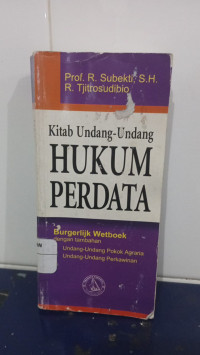 Prof. R. Subekti, S.H.
R. Tjitrosudibio
Kitab Undang-Undang
HUKUM
PERDATA
Burgerlijk Wetboek
dengan tambahan
Undang-Undang Pokok Agraria
Undang-Undang Perkawinan